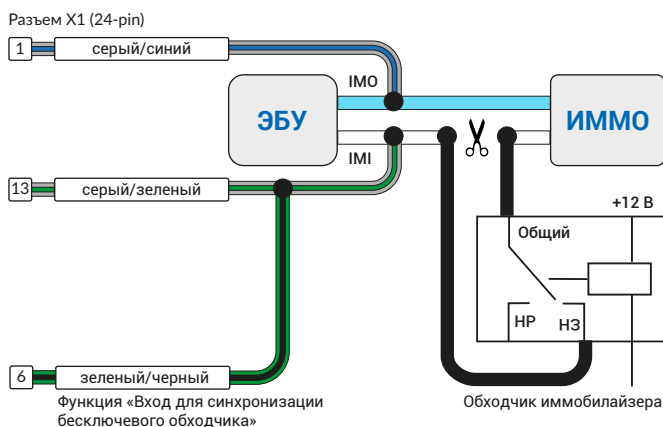 Разъем X1 (24-pin)
1
серый/синий
IMO
ЭБУ
ИММО
IMI
13
серый/зеленый
+12 В
Общий
НР
НЗ
6
зеленый/черный
Функция «Вход для синхронизации
бесключевого обходчика»
Обходчик иммобилайзера